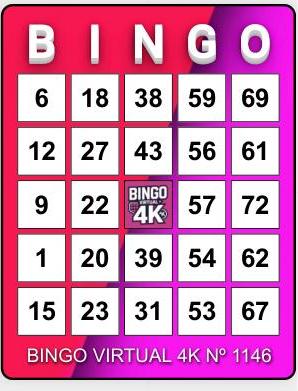 B I N G O
6 18 38 59 69
12 27 43 56 61
9 22 BINGO VIRTUAL 4K 57 72
1 20 39 54 62
15 23 31 53 67
BINGO VIRTUAL 4K Nº 1146